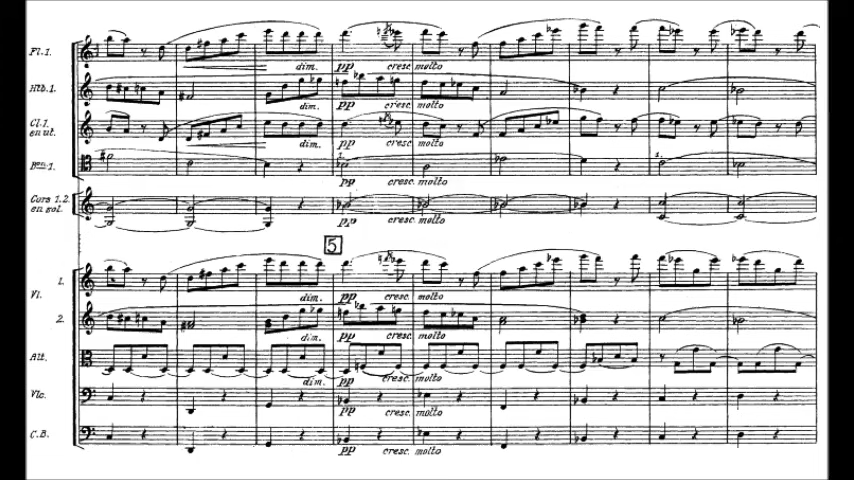 Fl.1.
dim. pp cresc. molto
Htb.1.
dim. pp cresc. molto
Cl.1.
en ut.
dim. pp cresc. molto
Bon 1.
pp cresc. molto
Cors 1.2.
en sol.
pp cresc. molto
5
Vl. 1.
dim. pp cresc. molto
2.
dim. pp cresc. molto
Alt.
dim. pp cresc. molto
Vlc.
pp cresc. molto
C.B.
pp cresc. molto